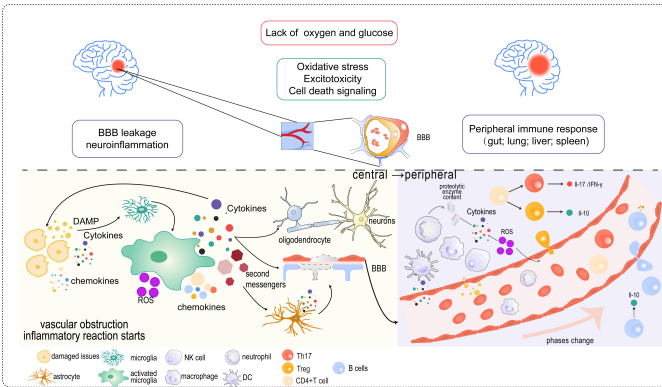 Lack of oxygen and glucose
Oxidative stress
Excitotoxicity
Cell death signaling
BBB leakage
neuroinflammation
BBB
Peripheral immune response
(gut; lung; liver; spleen)
central → peripheral
DAMP
Cytokines
chemokines
ROS
chemokines
Cytokines
second
messengers
oligodendrocyte
neurons
BBB
vascular obstruction
inflammatory reaction starts
proteolytic
enzyme
content
Cytokines
ROS
Il-17 /IFN-γ
Il-10
Il-10
phases change
damaged issues
microglia
NK cell
neutrophil
Th17
astrocyte
activated
microglia
macrophage
DC
Treg
CD4+T cell
B cells